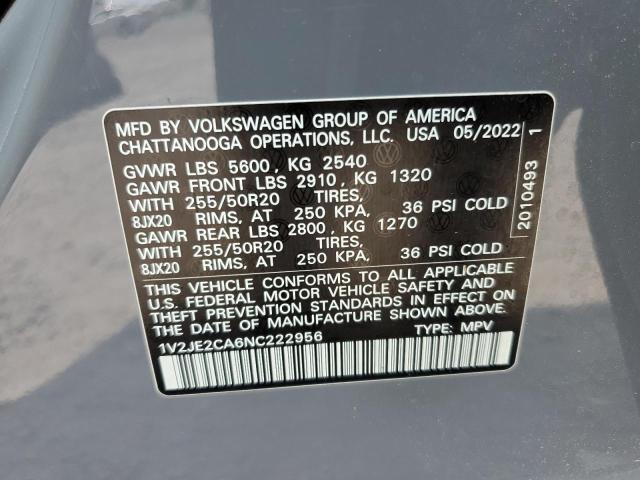 MFD BY VOLKSWAGEN GROUP OF AMERICA
CHATTANOOGA OPERATIONS, LLC. USA 05/2022
GVWR LBS 5600, KG 2540
GAWR FRONT LBS 2910, KG 1320
WITH 255/50R20 TIRES,
8JX20 RIMS, AT 250 KPA, 36 PSI COLD
GAWR REAR LBS 2800, KG 1270
WITH 255/50R20 TIRES,
8JX20 RIMS, AT 250 KPA, 36 PSI COLD
THIS VEHICLE CONFORMS TO ALL APPLICABLE
U.S. FEDERAL MOTOR VEHICLE SAFETY AND
THEFT PREVENTION STANDARDS IN EFFECT ON
THE DATE OF MANUFACTURE SHOWN ABOVE.
1V2JE2CA6NC222956 TYPE: MPV
2010493 1